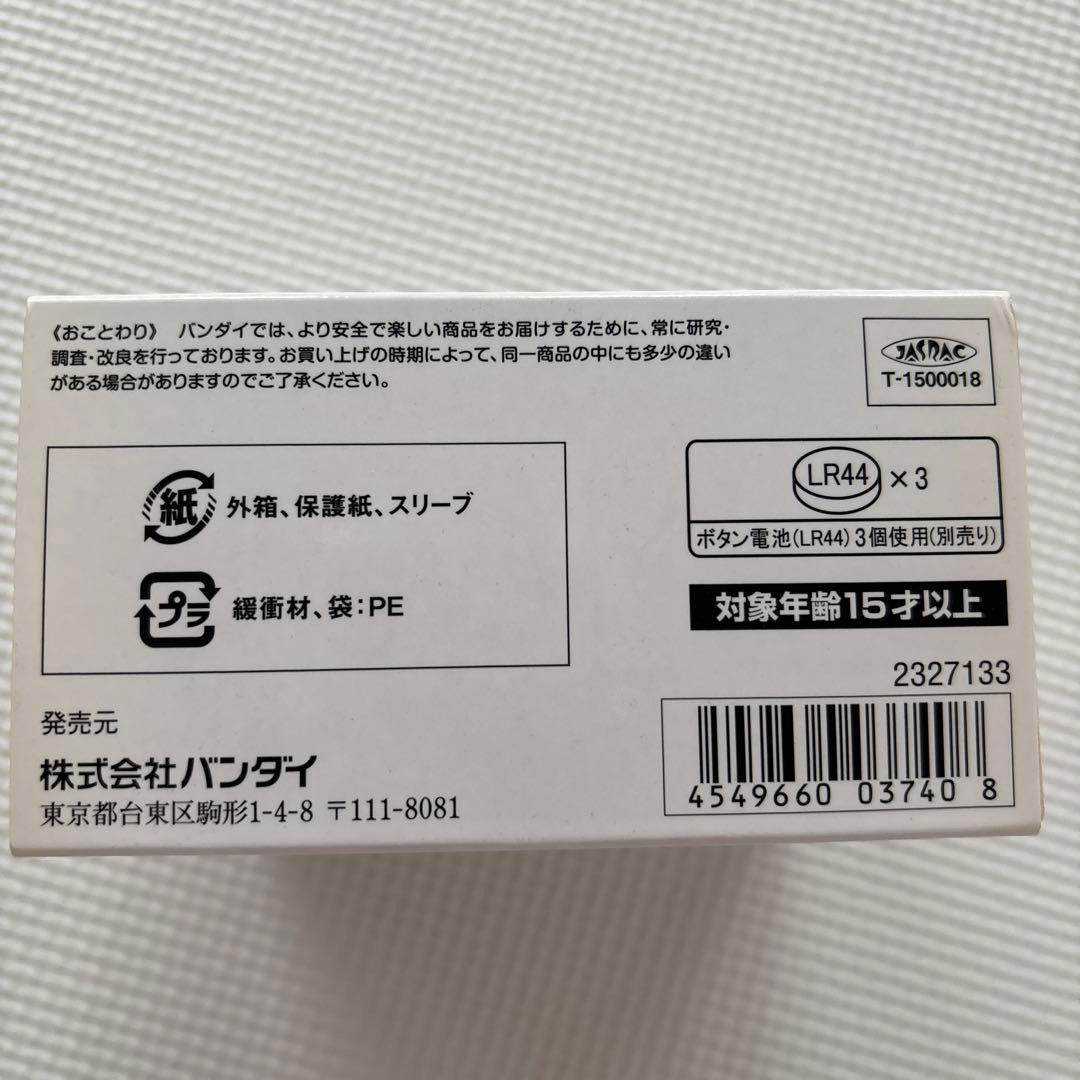 《おことわり》 バンダイでは、より安全で楽しい商品をお届けするために、常に研究・
調査・改良を行っております。お買い上げの時期によって、同一商品の中にも多少の違い
がある場合がありますのでご了承ください。
JASRAC
T-1500018
紙 外箱、保護紙、スリーブ
プラ 緩衝材、袋：PE
LR44 ×3
ボタン電池(LR44)3個使用(別売り)
対象年齢15才以上
2327133
発売元
株式会社バンダイ
東京都台東区駒形1-4-8 〒111-8081
4549660 037408